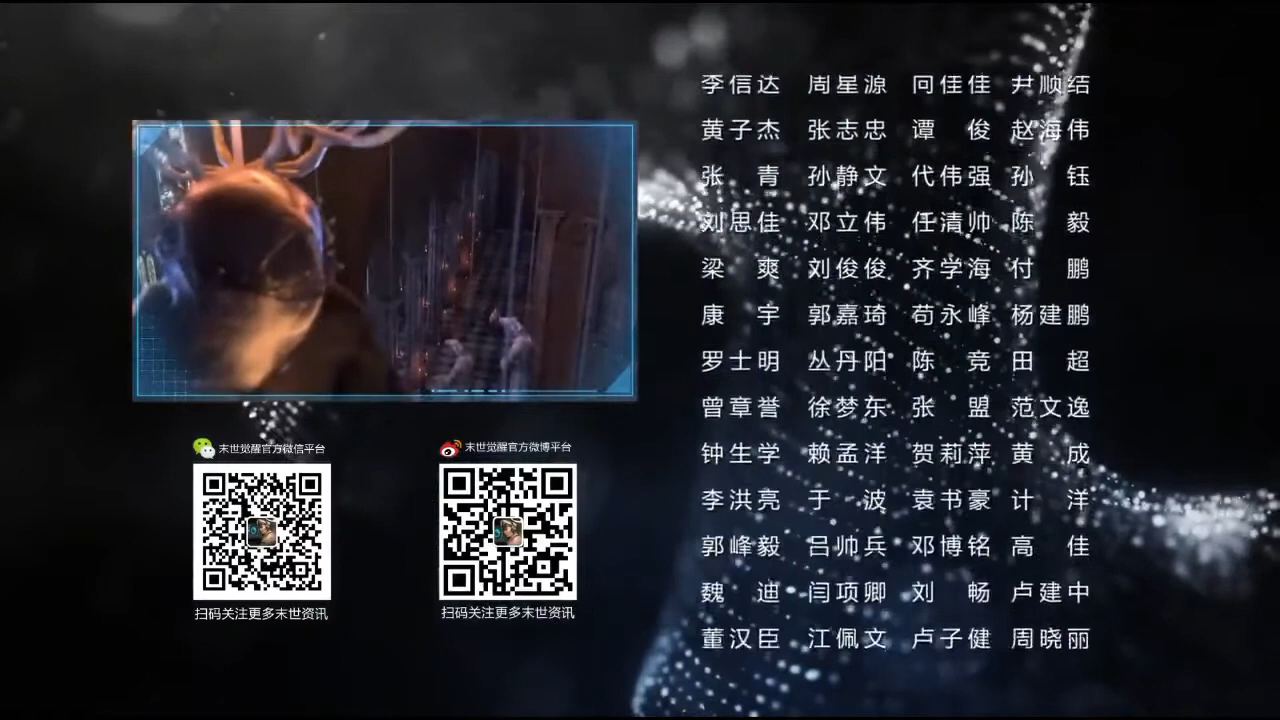 李信达 周星源 向佳佳 尹顺结
黄子杰 张志忠 谭俊 赵海伟
张青 孙静文 代伟强 孙钰
刘思佳 邓立伟 任清帅 陈毅
梁爽 刘俊俊 齐学海 付鹏
康宇 郭嘉琦 苟永峰 杨建鹏
罗士明 丛丹阳 陈竞 田超
曾章誉 徐梦东 张盟 范文逸
钟生学 赖孟洋 贺莉萍 黄成
李洪亮 于波 袁书豪 计洋
郭峰毅 吕帅兵 邓博铭 高佳
魏迪 闫项卿 刘畅 卢建中
董汉臣 江佩文 卢子健 周晓丽
末世觉醒官方微信平台
扫码关注更多末世资讯
末世觉醒官方微博平台
扫码关注更多末世资讯